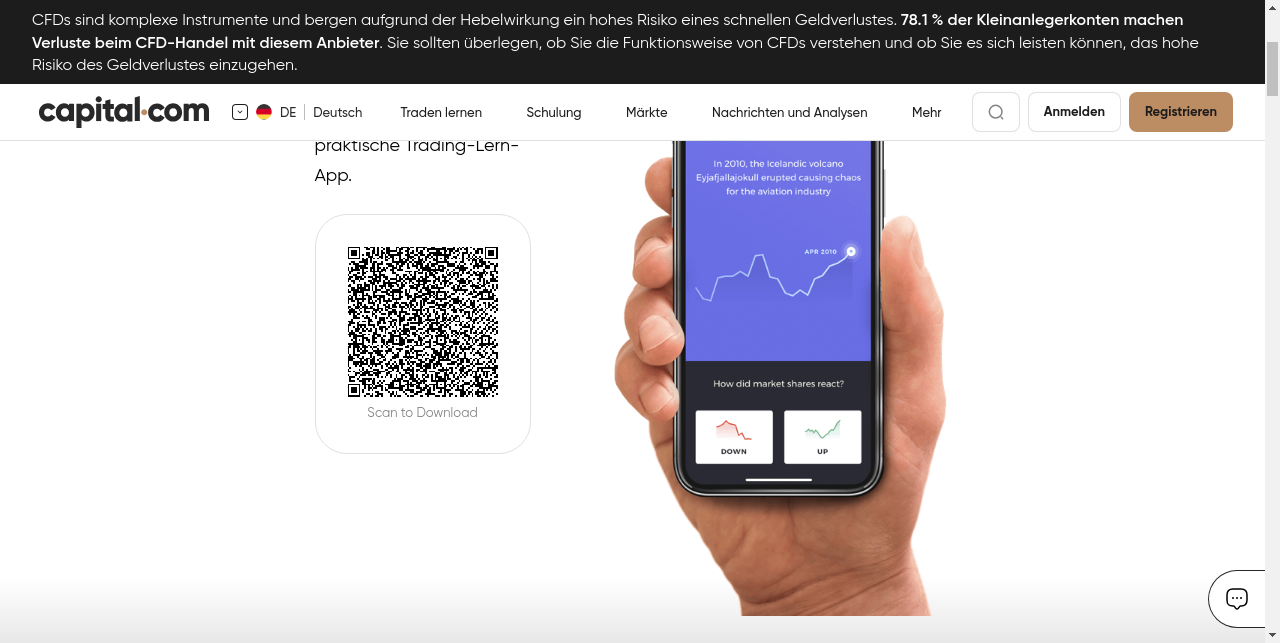 CFDs sind komplexe Instrumente und bergen aufgrund der Hebelwirkung ein hohes Risiko eines schnellen Geldverlustes. 78.1 % der Kleinanlegerkonten machen
Verluste beim CFD-Handel mit diesem Anbieter. Sie sollten überlegen, ob Sie die Funktionsweise von CFDs verstehen und ob Sie es sich leisten können, das hohe
Risiko des Geldverlustes einzugehen.
capital.com
DE Deutsch Traden lernen Schulung Märkte Nachrichten und Analysen Mehr Anmelden Registrieren
praktische Trading-Lern-
App.
Scan to Download
In 2010, the Icelandic volcano
Eyjafjallajokull erupted causing chaos
for the aviation industry
APR 2010
How did market shares react?
DOWN UP